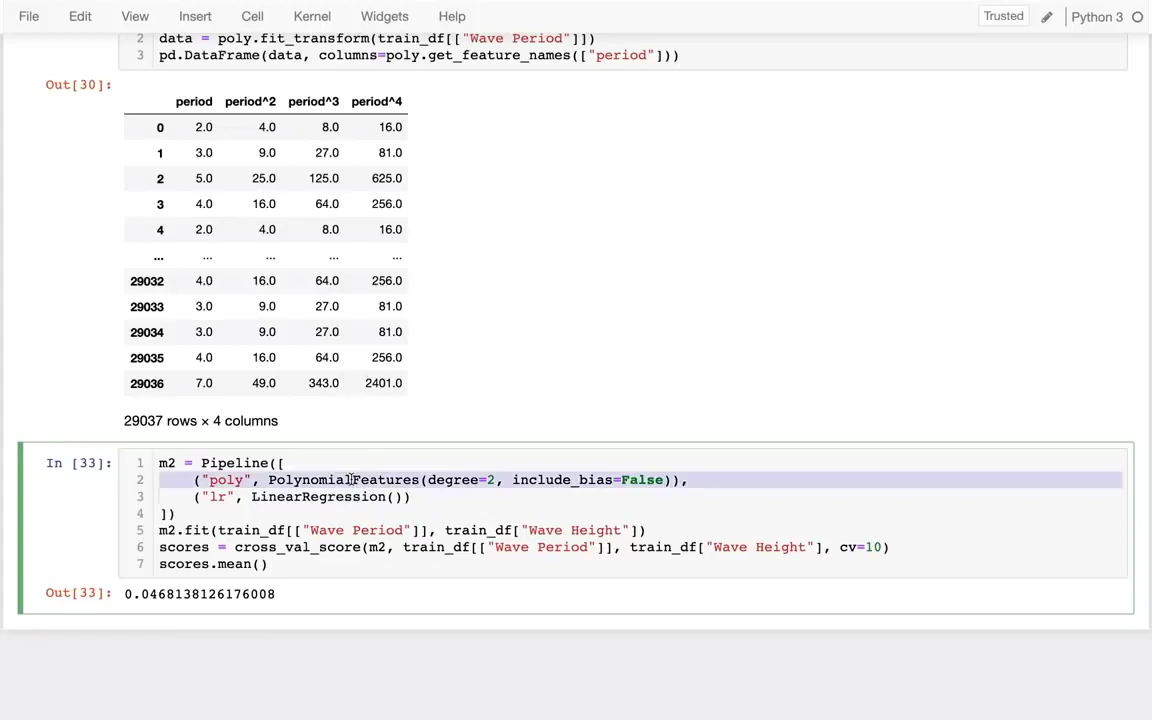 File Edit View Insert Cell Kernel Widgets Help Trusted Python 3
2 data = poly.fit_transform(train_df[["Wave Period"]])
3 pd.DataFrame(data, columns=poly.get_feature_names(["period"]))
Out[30]:
period period^2 period^3 period^4
0 2.0 4.0 8.0 16.0
1 3.0 9.0 27.0 81.0
2 5.0 25.0 125.0 625.0
3 4.0 16.0 64.0 256.0
4 2.0 4.0 8.0 16.0
... ... ... ... ...
29032 4.0 16.0 64.0 256.0
29033 3.0 9.0 27.0 81.0
29034 3.0 9.0 27.0 81.0
29035 4.0 16.0 64.0 256.0
29036 7.0 49.0 343.0 2401.0
29037 rows × 4 columns
In [33]: 1 m2 = Pipeline([
2 ("poly", PolynomialFeatures(degree=2, include_bias=False)),
3 ("lr", LinearRegression())
4 ])
5 m2.fit(train_df[["Wave Period"]], train_df["Wave Height"])
6 scores = cross_val_score(m2, train_df[["Wave Period"]], train_df["Wave Height"], cv=10)
7 scores.mean()
Out[33]: 0.0468138126176008